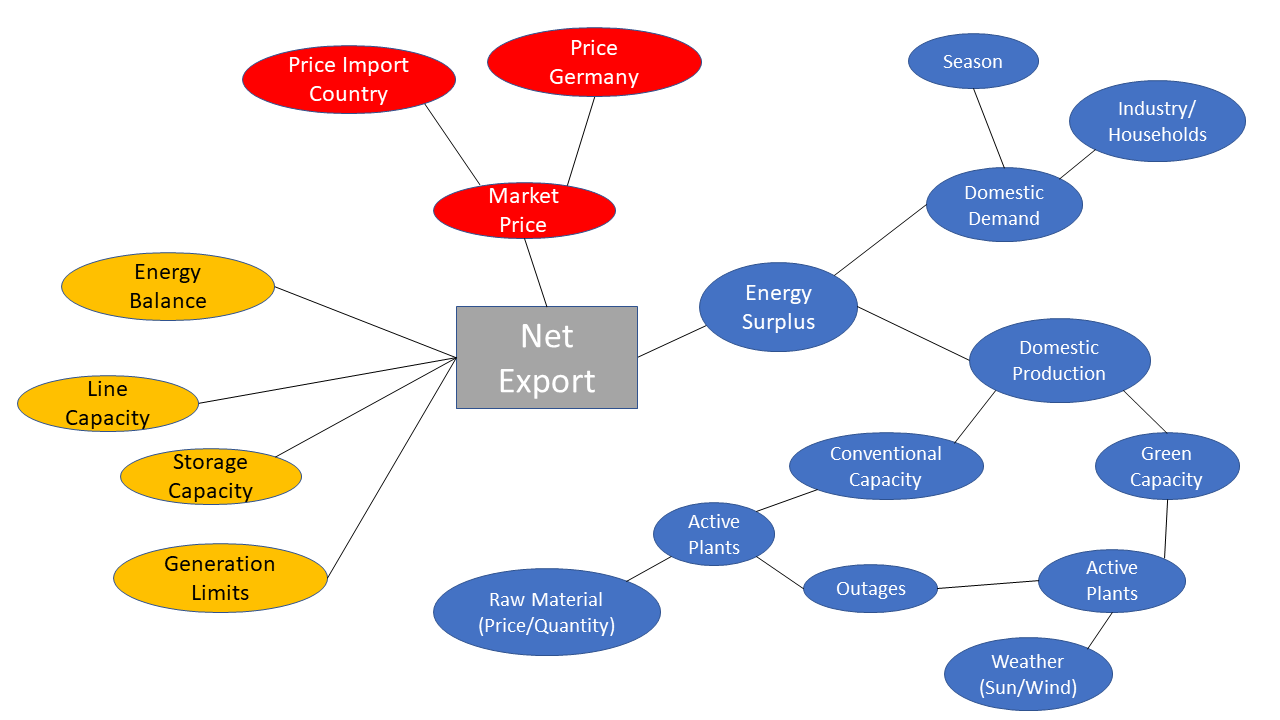 Price Import
Country
Price
Germany
Season
Industry/
Households
Market
Price
Domestic
Demand
Energy
Balance
Energy
Surplus
Net
Export
Domestic
Production
Line
Capacity
Storage
Capacity
Conventional
Capacity
Green
Capacity
Active
Plants
Generation
Limits
Outages
Active
Plants
Raw Material
(Price/Quantity)
Weather
(Sun/Wind)